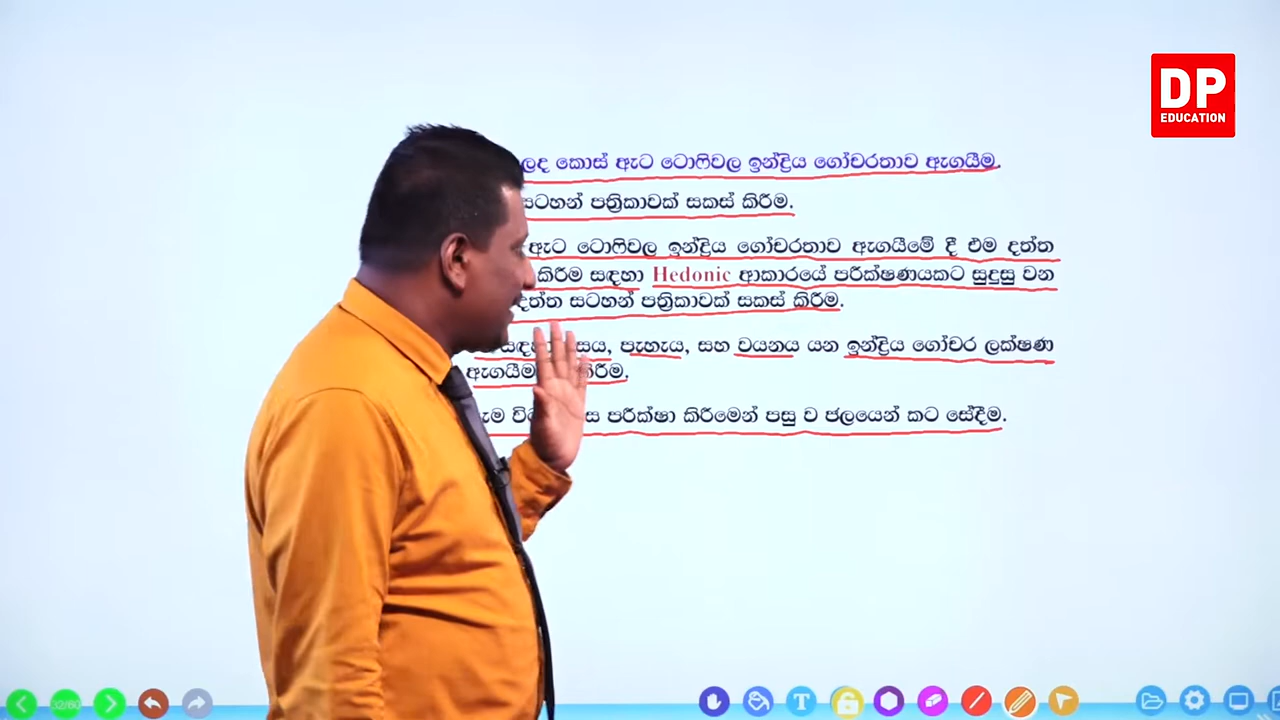 DP
EDUCATION
ලද කොස් ඇට ටොෆිවල ඉන්ද්‍රිය ගෝචරතාව ඇගයීම.
සටහන් පත්‍රිකාවක් සකස් කිරීම.
ඇට ටොෆිවල ඉන්ද්‍රිය ගෝචරතාව ඇගයීමේ දී එම දත්ත
කිරීම සඳහා Hedonic ආකාරයේ පරීක්ෂණයකට සුදුසු වන
දත්ත සටහන් පත්‍රිකාවක් සකස් කිරීම.
පැහැය, සහ වයනය යන ඉන්ද්‍රිය ගෝචර ලක්ෂණ
ඇගයීම
පරීක්ෂා කිරීමෙන් පසු ව ජලයෙන් කට සේදීම.
32/60
T